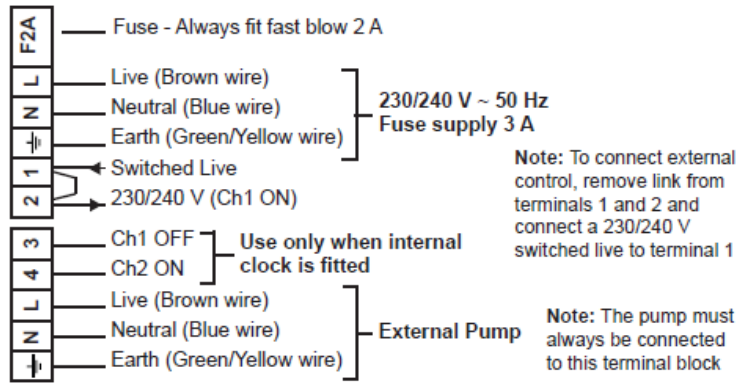 F2A
Fuse - Always fit fast blow 2 A
L
Live (Brown wire)
N
Neutral (Blue wire)
Earth (Green/Yellow wire)
230/240 V ~ 50 Hz
Fuse supply 3 A
1
Switched Live
2
230/240 V (Ch1 ON)
Note: To connect external
control, remove link from
terminals 1 and 2 and
connect a 230/240 V
switched live to terminal 1
3
Ch1 OFF
4
Ch2 ON
Use only when internal
clock is fitted
L
Live (Brown wire)
N
Neutral (Blue wire)
Earth (Green/Yellow wire)
External Pump
Note: The pump must
always be connected
to this terminal block